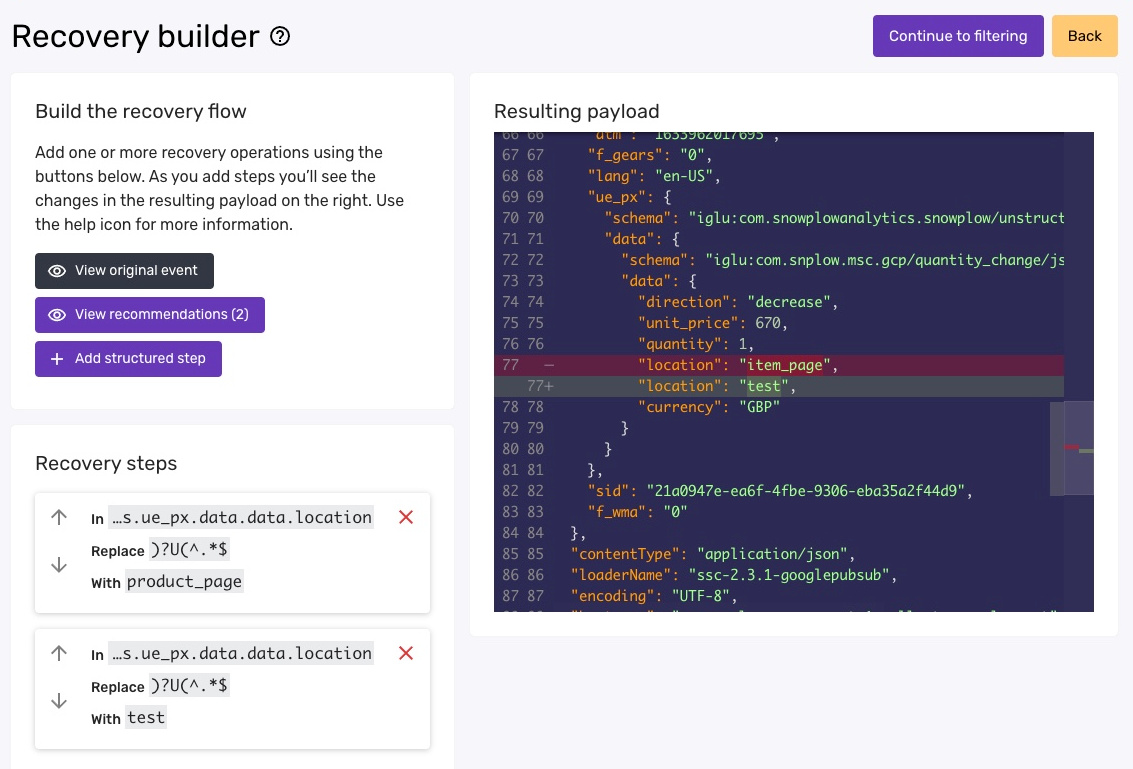 Recovery builder ?
Continue to filtering
Back
Build the recovery flow
Add one or more recovery operations using the
buttons below. As you add steps you’ll see the
changes in the resulting payload on the right. Use
the help icon for more information.
View original event
View recommendations (2)
+ Add structured step
Recovery steps
In …s.ue_px.data.data.location
Replace )?U(^.*$
With product_page
In …s.ue_px.data.data.location
Replace )?U(^.*$
With test
Resulting payload
66 66 "dtm": "1633962017695",
67 67 "f_gears": "0",
68 68 "lang": "en-US",
69 69 "ue_px": {
70 70 "schema": "iglu:com.snowplowanalytics.snowplow/unstruct
71 71 "data": {
72 72 "schema": "iglu:com.snplow.msc.gcp/quantity_change/js
73 73 "data": {
74 74 "direction": "decrease",
75 75 "unit_price": 670,
76 76 "quantity": 1,
77 − "location": "item_page",
77+ "location": "test",
78 78 "currency": "GBP"
79 79 }
80 80 }
81 81 },
82 82 "sid": "21a0947e-ea6f-4fbe-9306-eba35a2f44d9",
83 83 "f_wma": "0"
84 84 },
85 85 "contentType": "application/json",
86 86 "loaderName": "ssc-2.3.1-googlepubsub",
87 87 "encoding": "UTF-8",